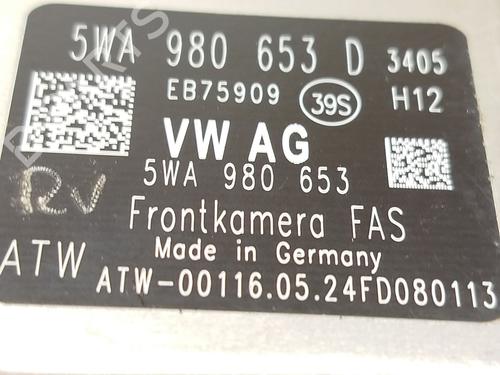 5WA 980 653 D 3405
EB75909 39S H12
VW AG
5WA 980 653
RV
Frontkamera FAS
ATW Made in Germany
ATW-00116.05.24FD080113